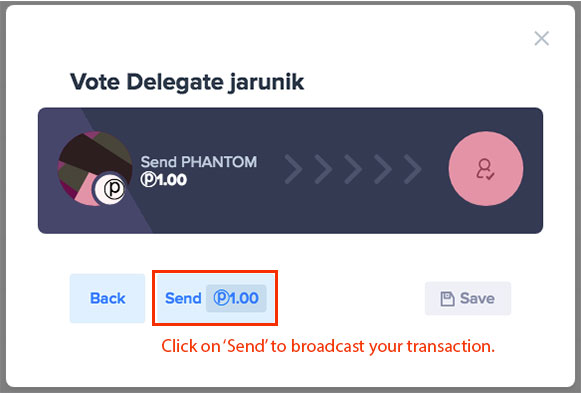 Vote Delegate jarunik
Send PHANTOM
ⓟ1.00
Back
Send ⓟ1.00
Save
Click on ‘Send’ to broadcast your transaction.